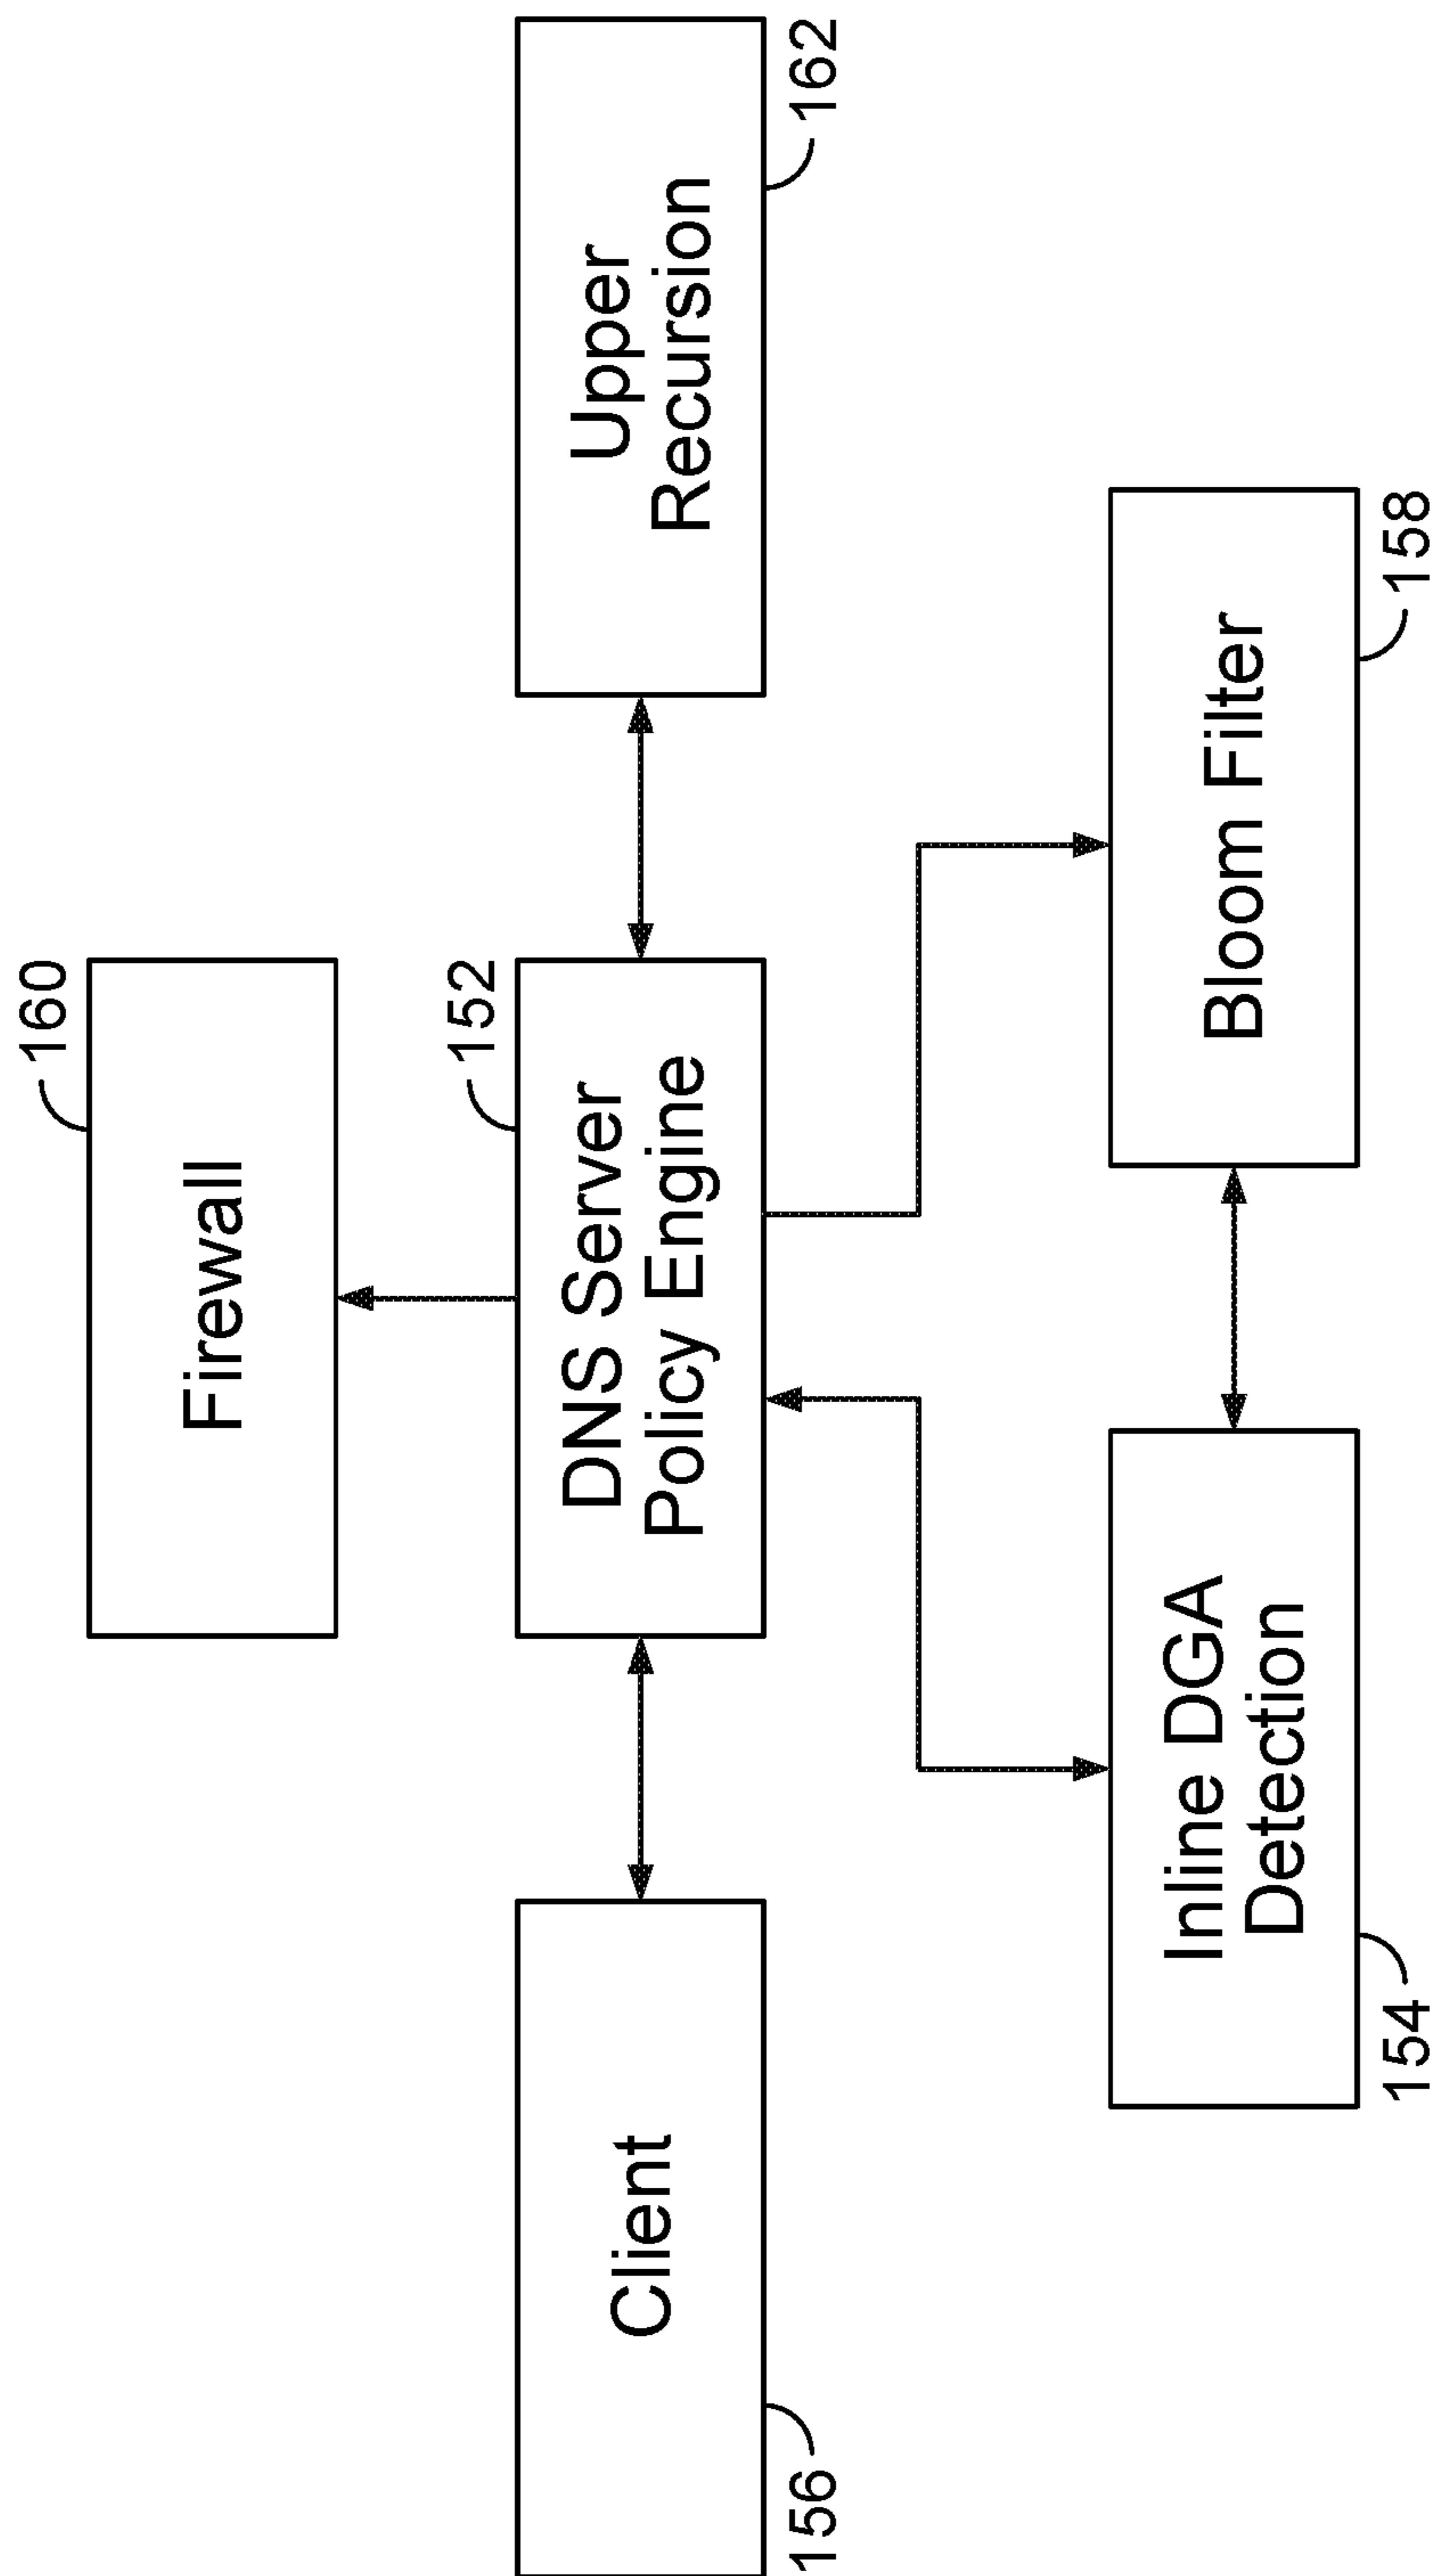 Firewall
160
Client
156
DNS Server
Policy Engine
152
Upper
Recursion
162
Inline DGA
Detection
154
Bloom Filter
158